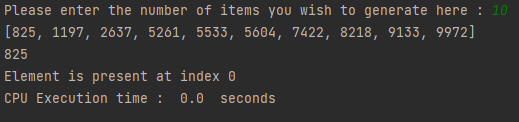 Please enter the number of items you wish to generate here : 10
[825, 1197, 2637, 5261, 5533, 5604, 7422, 8218, 9133, 9972]
825
Element is present at index 0
CPU Execution time :  0.0  seconds